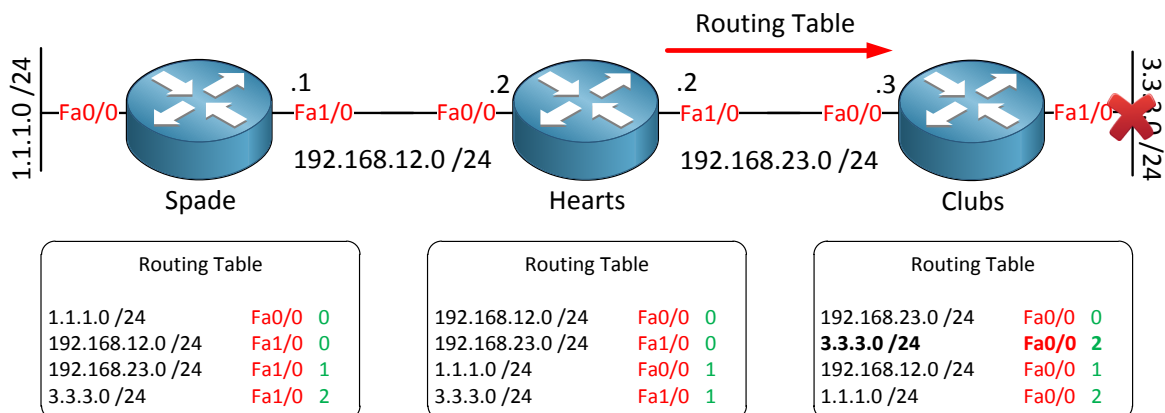 Routing Table
1.1.1.0 /24
Fa0/0
.1
Fa1/0
192.168.12.0 /24
.2
Fa0/0
.2
Fa1/0
192.168.23.0 /24
.3
Fa0/0
Fa1/0
3.3.3.0 /24
Spade
Hearts
Clubs
Routing Table
1.1.1.0 /24 Fa0/0 0
192.168.12.0 /24 Fa1/0 0
192.168.23.0 /24 Fa1/0 1
3.3.3.0 /24 Fa1/0 2
Routing Table
192.168.12.0 /24 Fa0/0 0
192.168.23.0 /24 Fa1/0 0
1.1.1.0 /24 Fa0/0 1
3.3.3.0 /24 Fa1/0 1
Routing Table
192.168.23.0 /24 Fa0/0 0
3.3.3.0 /24 Fa0/0 2
192.168.12.0 /24 Fa0/0 1
1.1.1.0 /24 Fa0/0 2